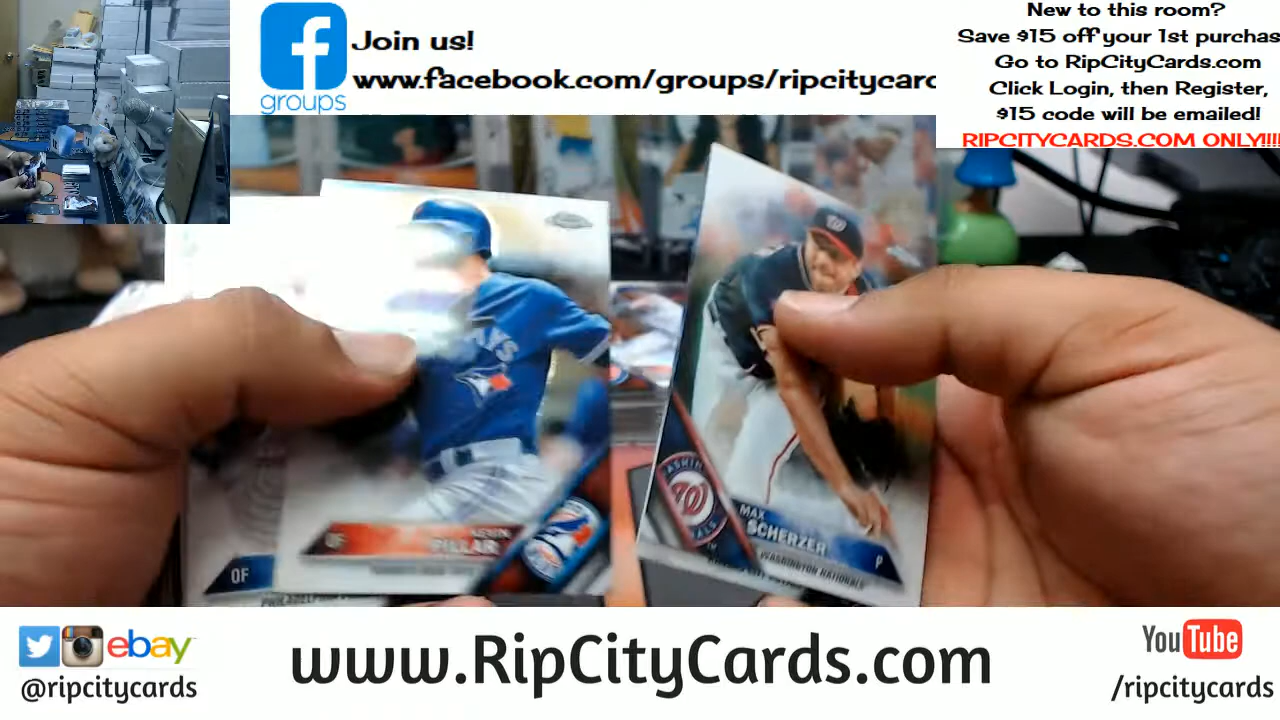 Join us!
www.facebook.com/groups/ripcitycarc
groups
New to this room?
Save $15 off your 1st purchas
Go to RipCityCards.com
Click Login, then Register,
$15 code will be emailed!
RIPCITYCARDS.COM ONLY!!!!
OF
PILLAR
OF
MAX
SCHERZER
WASHINGTON NATIONALS
P
ebay
@ripcitycards
www.RipCityCards.com
YouTube
/ripcitycards